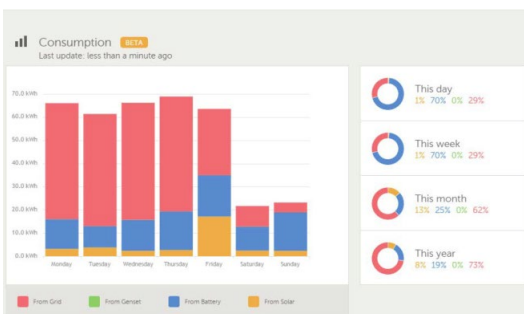 Consumption BETA
Last update: less than a minute ago
70.0 kWh
60.0 kWh
50.0 kWh
40.0 kWh
30.0 kWh
20.0 kWh
10.0 kWh
0.0 kWh
Monday Tuesday Wednesday Thursday Friday Saturday Sunday
From Grid From Genset From Battery From Solar
This day
1% 70% 0% 29%
This week
1% 70% 0% 29%
This month
13% 25% 0% 62%
This year
8% 19% 0% 73%